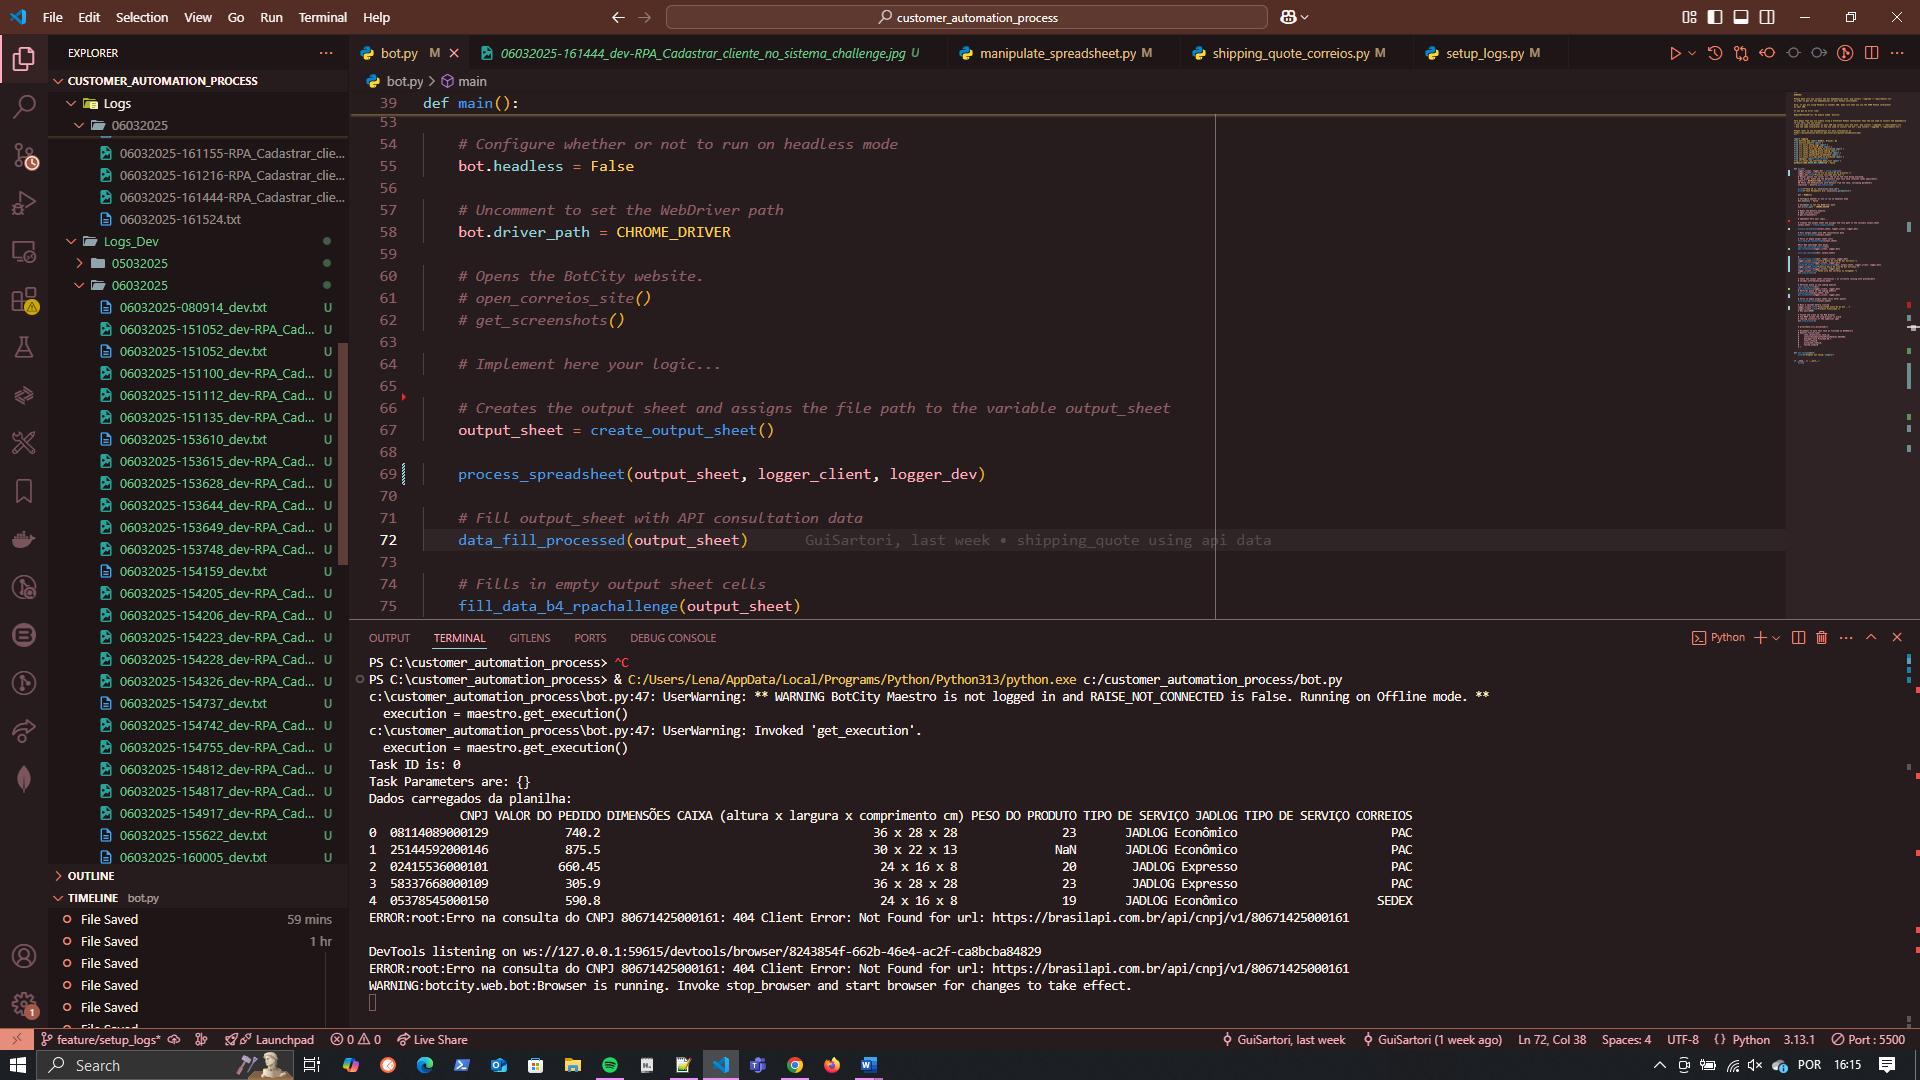 File Edit Selection View Go Run Terminal Help
customer_automation_process
EXPLORER
bot.py M
06032025-161444_dev-RPA_Cadastrar_cliente_no_sistema_challenge.jpg U
manipulate_spreadsheet.py M
shipping_quote_correios.py M
setup_logs.py M
CUSTOMER_AUTOMATION_PROCESS
Logs
06032025
06032025-161155-RPA_Cadastrar_clie...
06032025-161216-RPA_Cadastrar_clie...
06032025-161444-RPA_Cadastrar_clie...
06032025-161524.txt
Logs_Dev
05032025
06032025
06032025-080914_dev.txt U
06032025-151052_dev-RPA_Cad... U
06032025-151052_dev.txt U
06032025-151100_dev-RPA_Cad... U
06032025-151112_dev-RPA_Cad... U
06032025-151135_dev-RPA_Cad... U
06032025-153610_dev.txt U
06032025-153615_dev-RPA_Cad... U
06032025-153628_dev-RPA_Cad... U
06032025-153644_dev-RPA_Cad... U
06032025-153649_dev-RPA_Cad... U
06032025-153748_dev-RPA_Cad... U
06032025-154159_dev.txt U
06032025-154205_dev-RPA_Cad... U
06032025-154206_dev-RPA_Cad... U
06032025-154223_dev-RPA_Cad... U
06032025-154228_dev-RPA_Cad... U
06032025-154326_dev-RPA_Cad... U
06032025-154737_dev.txt U
06032025-154742_dev-RPA_Cad... U
06032025-154755_dev-RPA_Cad... U
06032025-154812_dev-RPA_Cad... U
06032025-154817_dev-RPA_Cad... U
06032025-154917_dev-RPA_Cad... U
06032025-155622_dev.txt U
06032025-160005_dev.txt U
OUTLINE
TIMELINE bot.py
File Saved 59 mins
File Saved 1 hr
File Saved
File Saved
File Saved
File Saved
bot.py > main
39 def main():
53
54 # Configure whether or not to run on headless mode
55 bot.headless = False
56
57 # Uncomment to set the WebDriver path
58 bot.driver_path = CHROME_DRIVER
59
60 # Opens the BotCity website.
61 # open_correios_site()
62 # get_screenshots()
63
64 # Implement here your logic...
65
66 # Creates the output sheet and assigns the file path to the variable output_sheet
67 output_sheet = create_output_sheet()
68
69 process_spreadsheet(output_sheet, logger_client, logger_dev)
70
71 # Fill output_sheet with API consultation data
72 data_fill_processed(output_sheet) GuiSartori, last week • shipping_quote using api data
73
74 # Fills in empty output sheet cells
75 fill_data_b4_rpachallenge(output_sheet)
OUTPUT TERMINAL GITLENS PORTS DEBUG CONSOLE
Python
PS C:\customer_automation_process> ^C
PS C:\customer_automation_process> & C:/Users/Lena/AppData/Local/Programs/Python/Python313/python.exe c:/customer_automation_process/bot.py
c:\customer_automation_process\bot.py:47: UserWarning: ** WARNING BotCity Maestro is not logged in and RAISE_NOT_CONNECTED is False. Running on Offline mode. **
execution = maestro.get_execution()
c:\customer_automation_process\bot.py:47: UserWarning: Invoked 'get_execution'.
execution = maestro.get_execution()
Task ID is: 0
Task Parameters are: {}
Dados carregados da planilha:
CNPJ VALOR DO PEDIDO DIMENSÕES CAIXA (altura x largura x comprimento cm) PESO DO PRODUTO TIPO DE SERVIÇO JADLOG TIPO DE SERVIÇO CORREIOS
0 08114089000129 740.2 36 x 28 x 28 23 JADLOG Econômico PAC
1 25144592000146 875.5 30 x 22 x 13 NaN JADLOG Econômico PAC
2 02415536000101 660.45 24 x 16 x 8 20 JADLOG Expresso PAC
3 58337668000109 305.9 36 x 28 x 28 23 JADLOG Expresso PAC
4 05378545000150 590.8 24 x 16 x 8 19 JADLOG Econômico SEDEX
ERROR:root:Erro na consulta do CNPJ 80671425000161: 404 Client Error: Not Found for url: https://brasilapi.com.br/api/cnpj/v1/80671425000161
DevTools listening on ws://127.0.0.1:59615/devtools/browser/8243854f-662b-46e4-ac2f-ca8bcba84829
ERROR:root:Erro na consulta do CNPJ 80671425000161: 404 Client Error: Not Found for url: https://brasilapi.com.br/api/cnpj/v1/80671425000161
WARNING:botcity.web.bot:Browser is running. Invoke stop_browser and start browser for changes to take effect.
1
feature/setup_logs* Launchpad 0 0 Live Share
GuiSartori, last week GuiSartori (1 week ago) Ln 72, Col 38 Spaces: 4 UTF-8 {} Python 3.13.1 Port : 5500
Search
POR 16:15